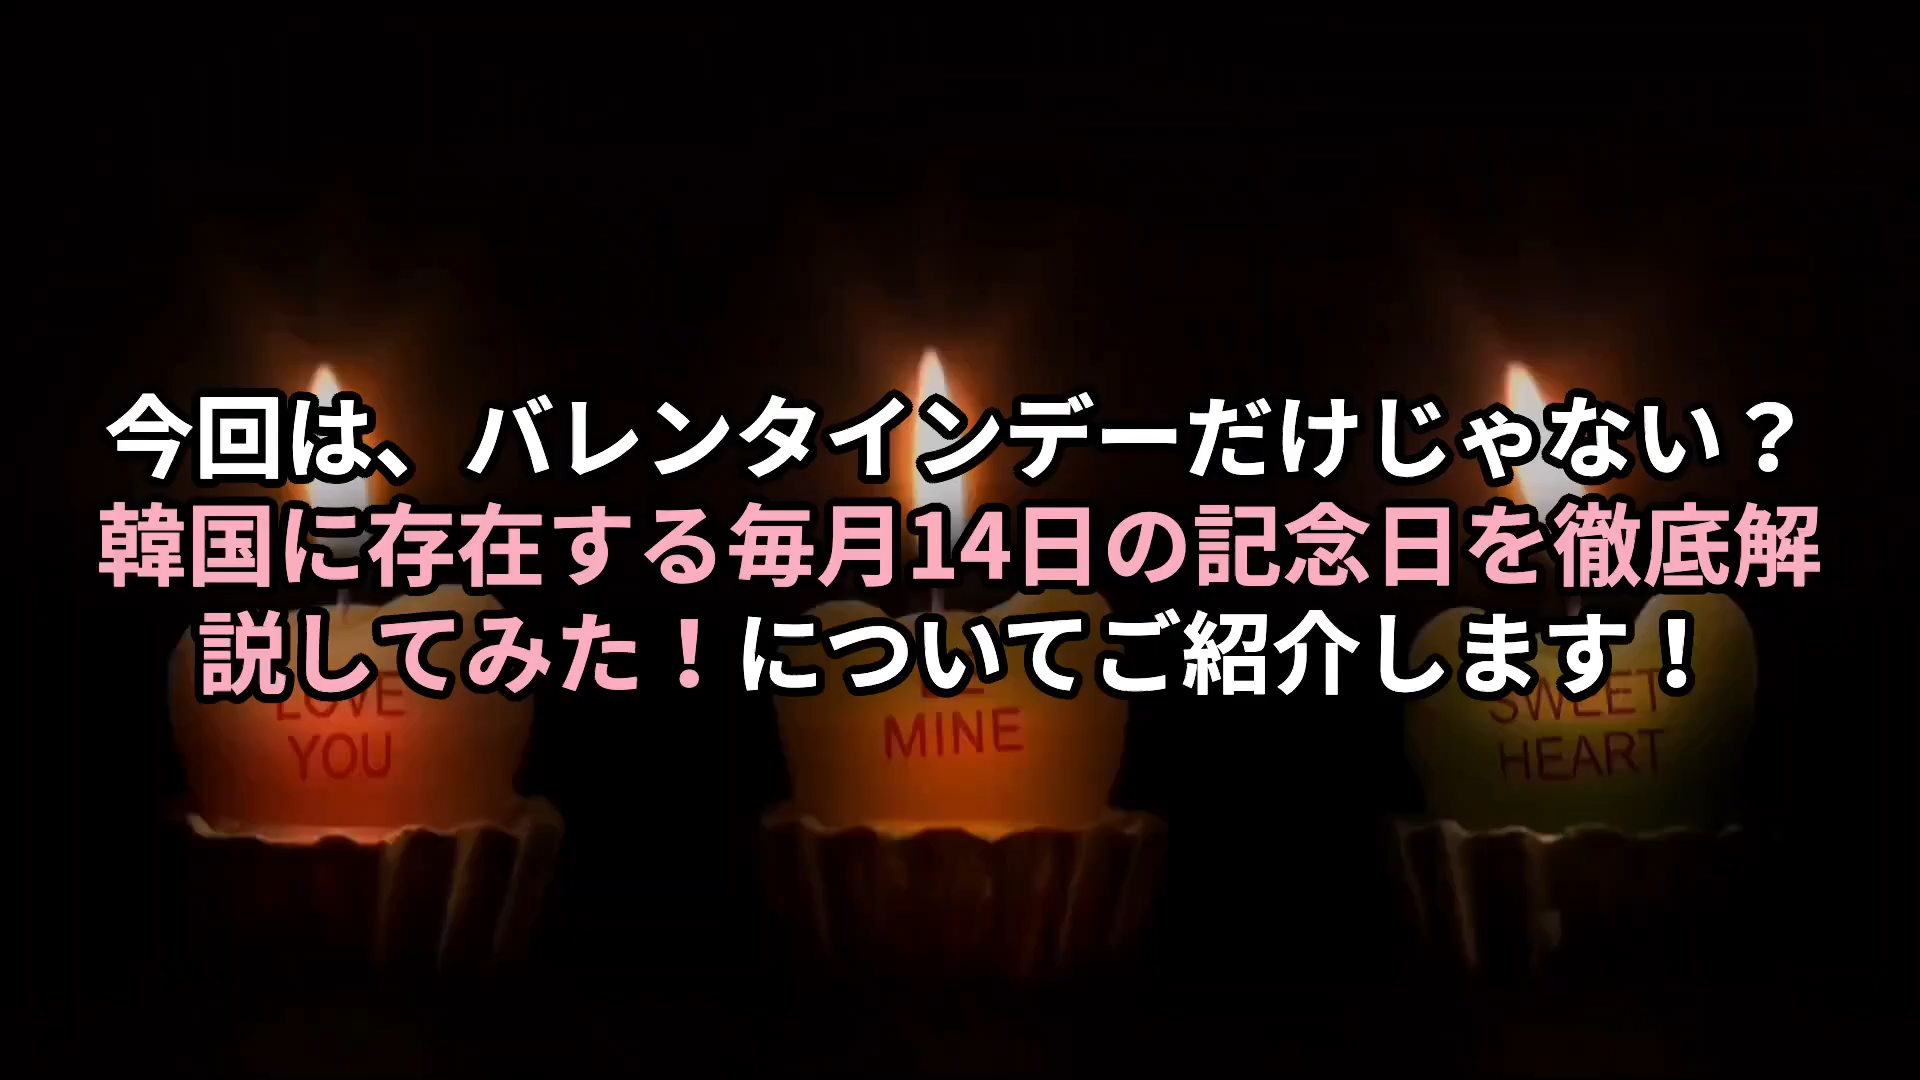 今回は、バレンタインデーだけじゃない？
韓国に存在する毎月14日の記念日を徹底解
説してみた！についてご紹介します！
LOVE
YOU
BE
MINE
SWEET
HEART